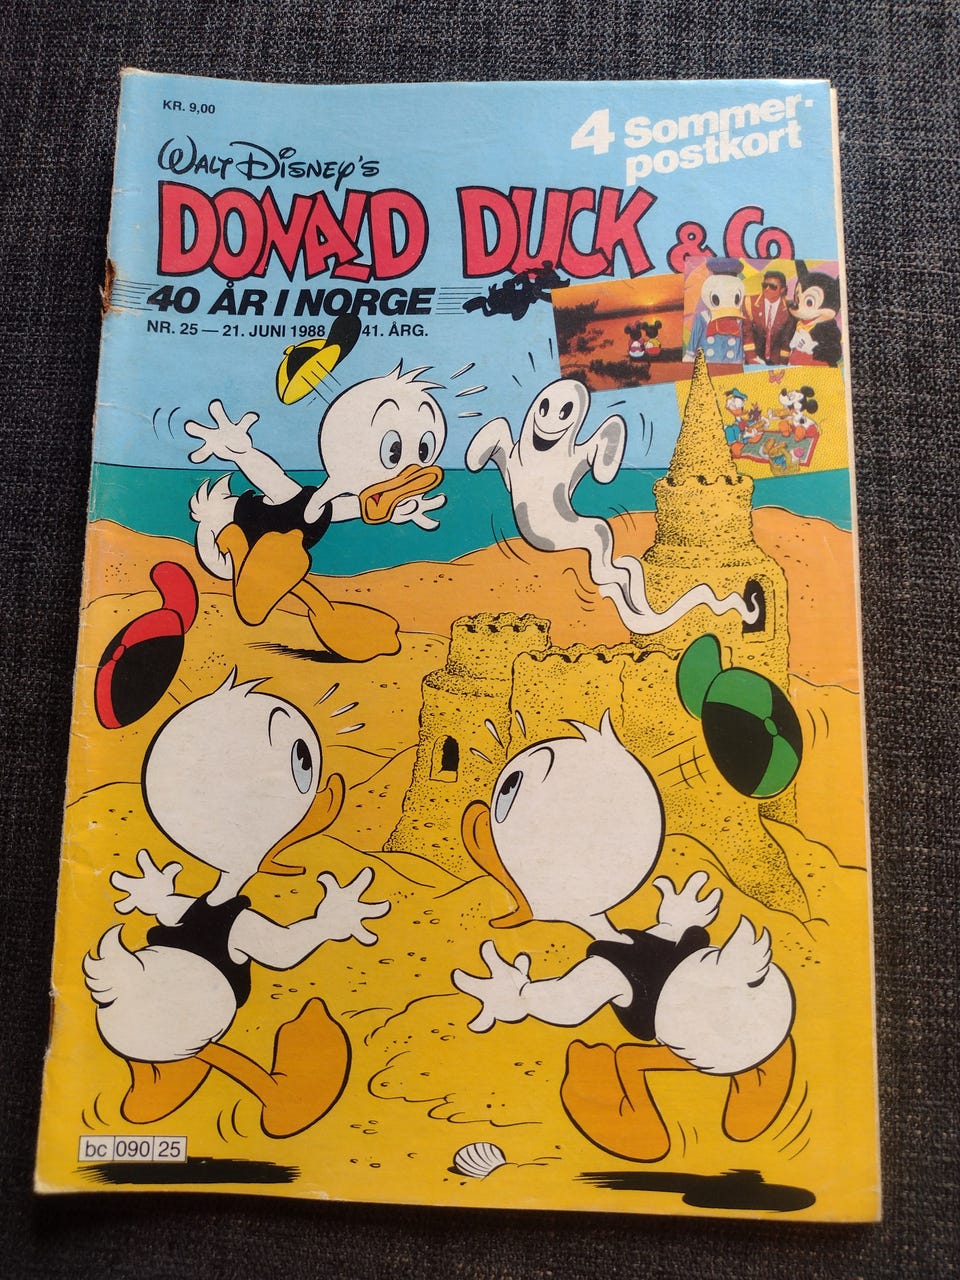 KR. 9,00
4 Sommer-
postkort
WALT DISNEY'S
DONALD DUCK & Co
40 ÅR I NORGE
NR. 25 — 21. JUNI 1988 41. ÅRG.
bc 090 25